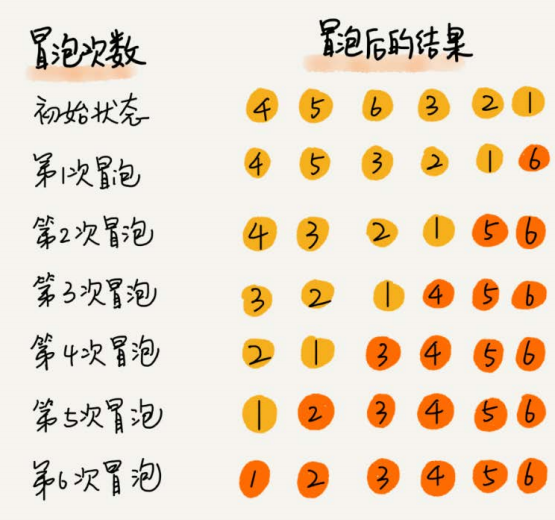 冒泡次数 冒泡后的结果
初始状态 4 5 6 3 2 1
第1次冒泡 4 5 3 2 1 6
第2次冒泡 4 3 2 1 5 6
第3次冒泡 3 2 1 4 5 6
第4次冒泡 2 1 3 4 5 6
第5次冒泡 1 2 3 4 5 6
第6次冒泡 1 2 3 4 5 6